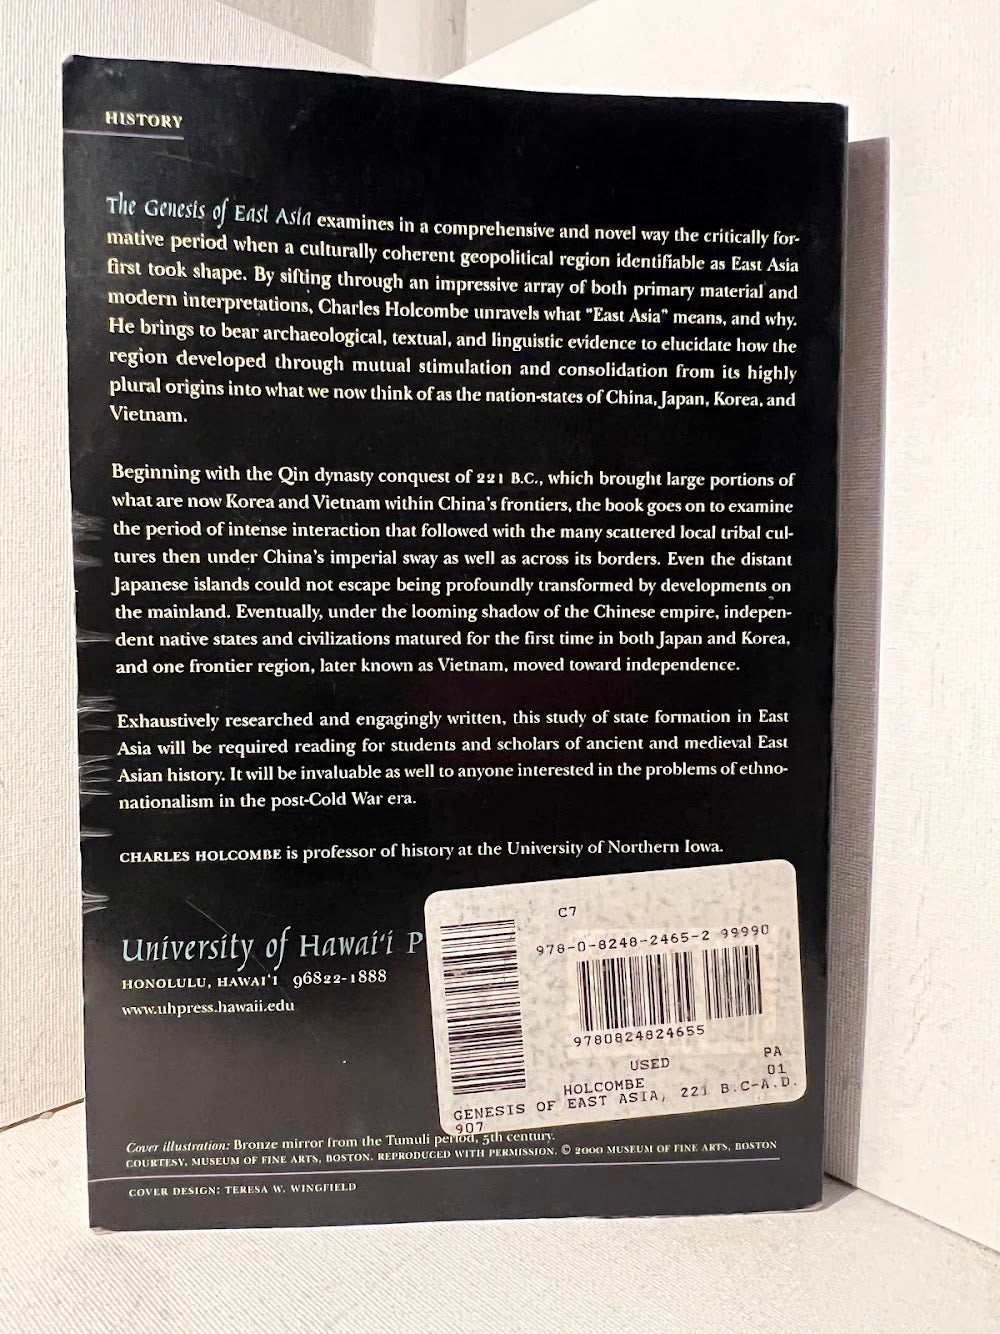 HISTORY
The Genesis of East Asia examines in a comprehensive and novel way the critically for-
mative period when a culturally coherent geopolitical region identifiable as East Asia
first took shape. By sifting through an impressive array of both primary material and
modern interpretations, Charles Holcombe unravels what "East Asia" means, and why.
He brings to bear archaeological, textual, and linguistic evidence to elucidate how the
region developed through mutual stimulation and consolidation from its highly
plural origins into what we now think of as the nation-states of China, Japan, Korea, and
Vietnam.
Beginning with the Qin dynasty conquest of 221 B.C., which brought large portions of
what are now Korea and Vietnam within China's frontiers, the book goes on to examine
the period of intense interaction that followed with the many scattered local tribal cul-
tures then under China's imperial sway as well as across its borders. Even the distant
Japanese islands could not escape being profoundly transformed by developments on
the mainland. Eventually, under the looming shadow of the Chinese empire, indepen-
dent native states and civilizations matured for the first time in both Japan and Korea,
and one frontier region, later known as Vietnam, moved toward independence.
Exhaustively researched and engagingly written, this study of state formation in East
Asia will be required reading for students and scholars of ancient and medieval East
Asian history. It will be invaluable as well to anyone interested in the problems of ethno-
nationalism in the post-Cold War era.
CHARLES HOLCOMBE is professor of history at the University of Northern Iowa.
University of Hawai'i P
HONOLULU, HAWAI'I 96822-1888
www.uhpress.hawaii.edu
C7
978-0-8248-2465-2 99990
9780824824655
USED PA
HOLCOMBE 01
GENESIS OF EAST ASIA, 221 B.C-A.D.
907
Cover illustration: Bronze mirror from the Tumuli period, 5th century.
COURTESY, MUSEUM OF FINE ARTS, BOSTON. REPRODUCED WITH PERMISSION. © 2000 MUSEUM OF FINE ARTS, BOSTON
COVER DESIGN: TERESA W. WINGFIELD